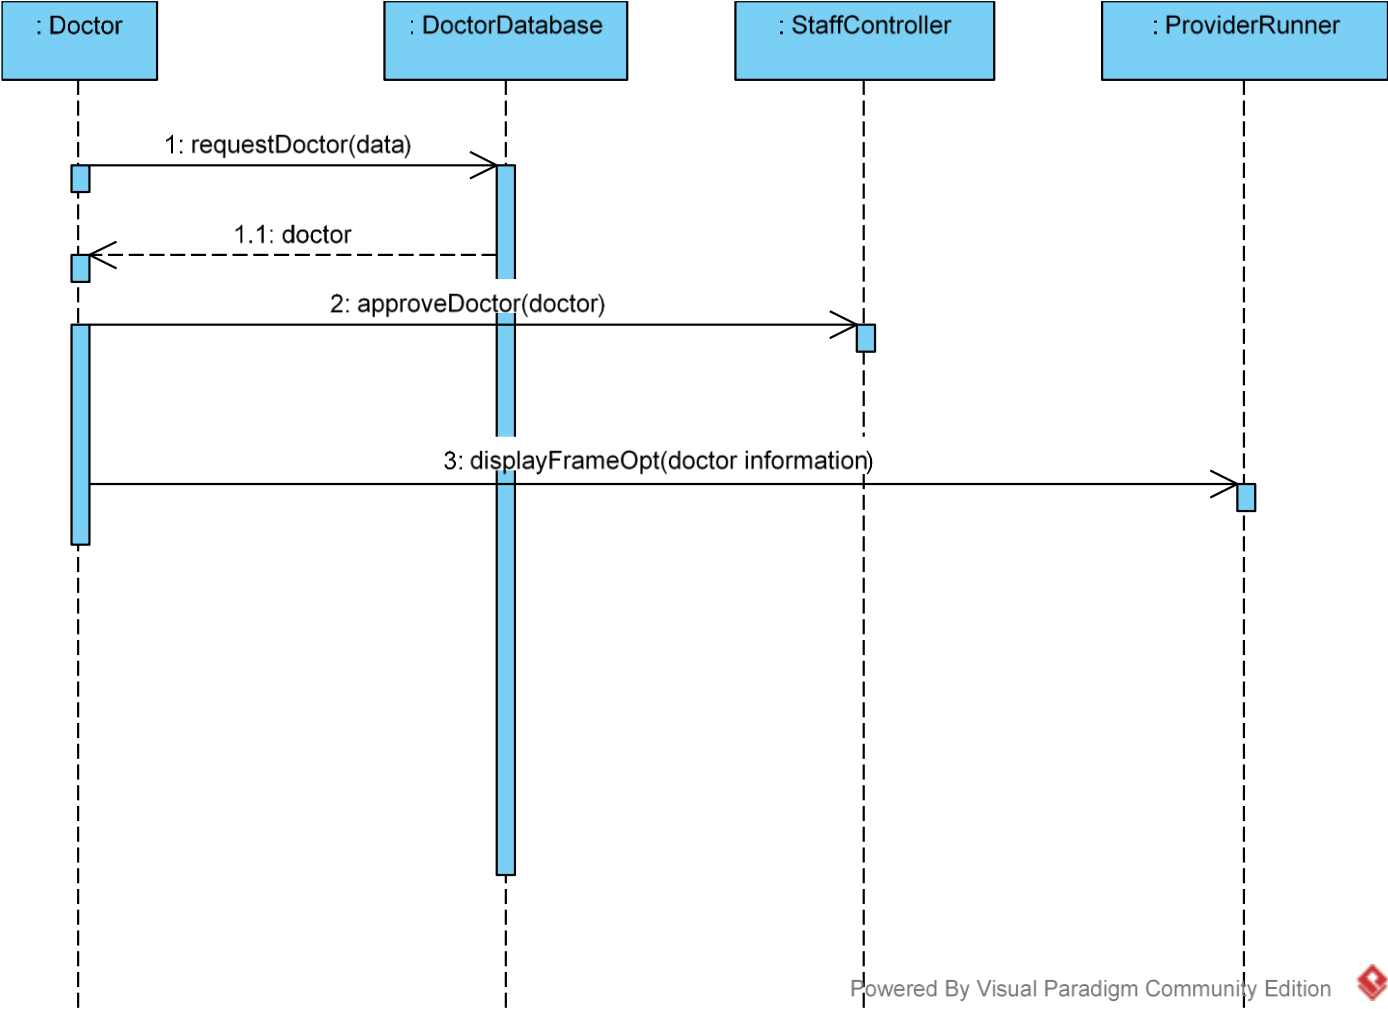 : Doctor
: DoctorDatabase
: StaffController
: ProviderRunner
1: requestDoctor(data)
1.1: doctor
2: approveDoctor(doctor)
3: displayFrameOpt(doctor information)
Powered By Visual Paradigm Community Edition